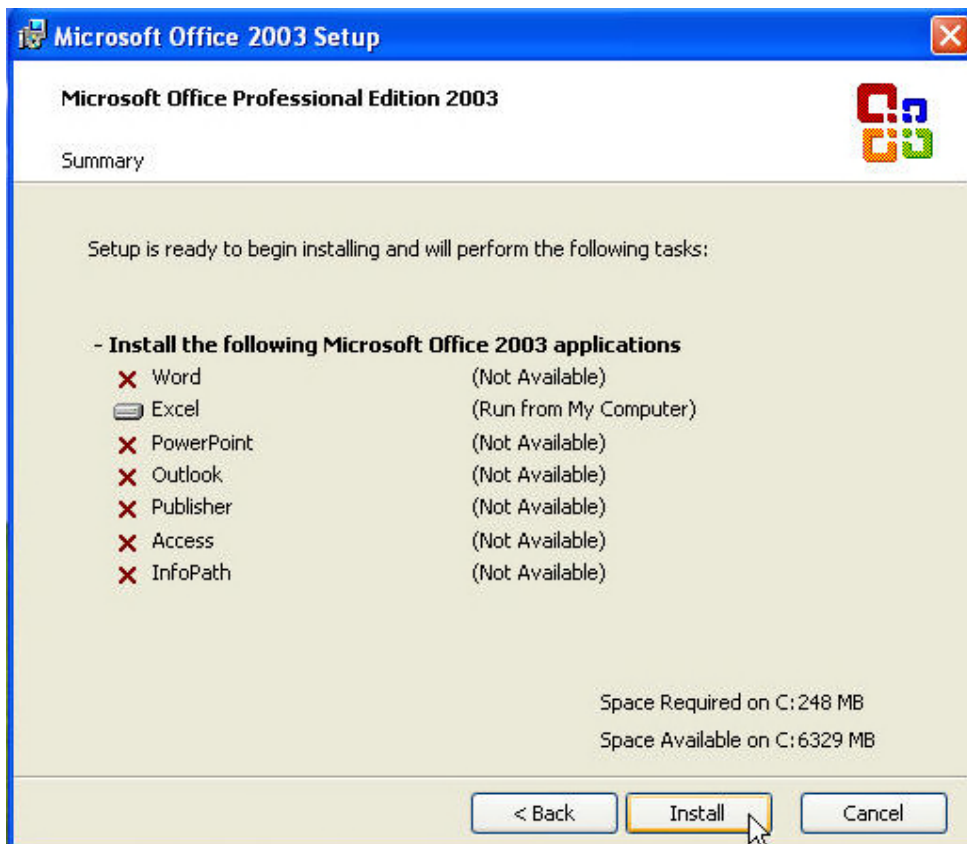 Microsoft Office 2003 Setup
Microsoft Office Professional Edition 2003
Summary
Setup is ready to begin installing and will perform the following tasks:
- Install the following Microsoft Office 2003 applications
Word (Not Available)
Excel (Run from My Computer)
PowerPoint (Not Available)
Outlook (Not Available)
Publisher (Not Available)
Access (Not Available)
InfoPath (Not Available)
Space Required on C: 248 MB
Space Available on C: 6329 MB
< Back Install Cancel